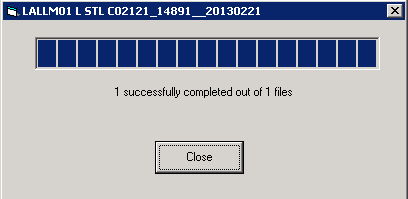 LALLM01 L STL C02121_14891__20130221
1 successfully completed out of 1 files
Close